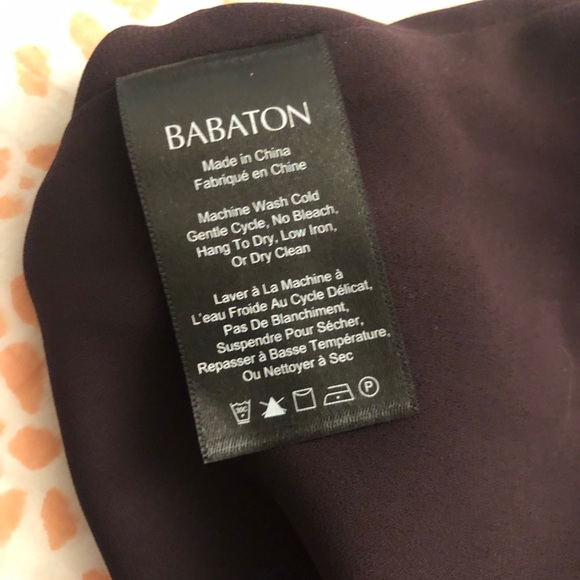 BABATON
Made in China
Fabriqué en Chine
Machine Wash Cold
Gentle Cycle, No Bleach,
Hang To Dry, Low Iron,
Or Dry Clean
Laver à La Machine à
L'eau Froide Au Cycle Délicat,
Pas De Blanchiment,
Suspendre Pour Sécher,
Repasser à Basse Température,
Ou Nettoyer à Sec
30C P